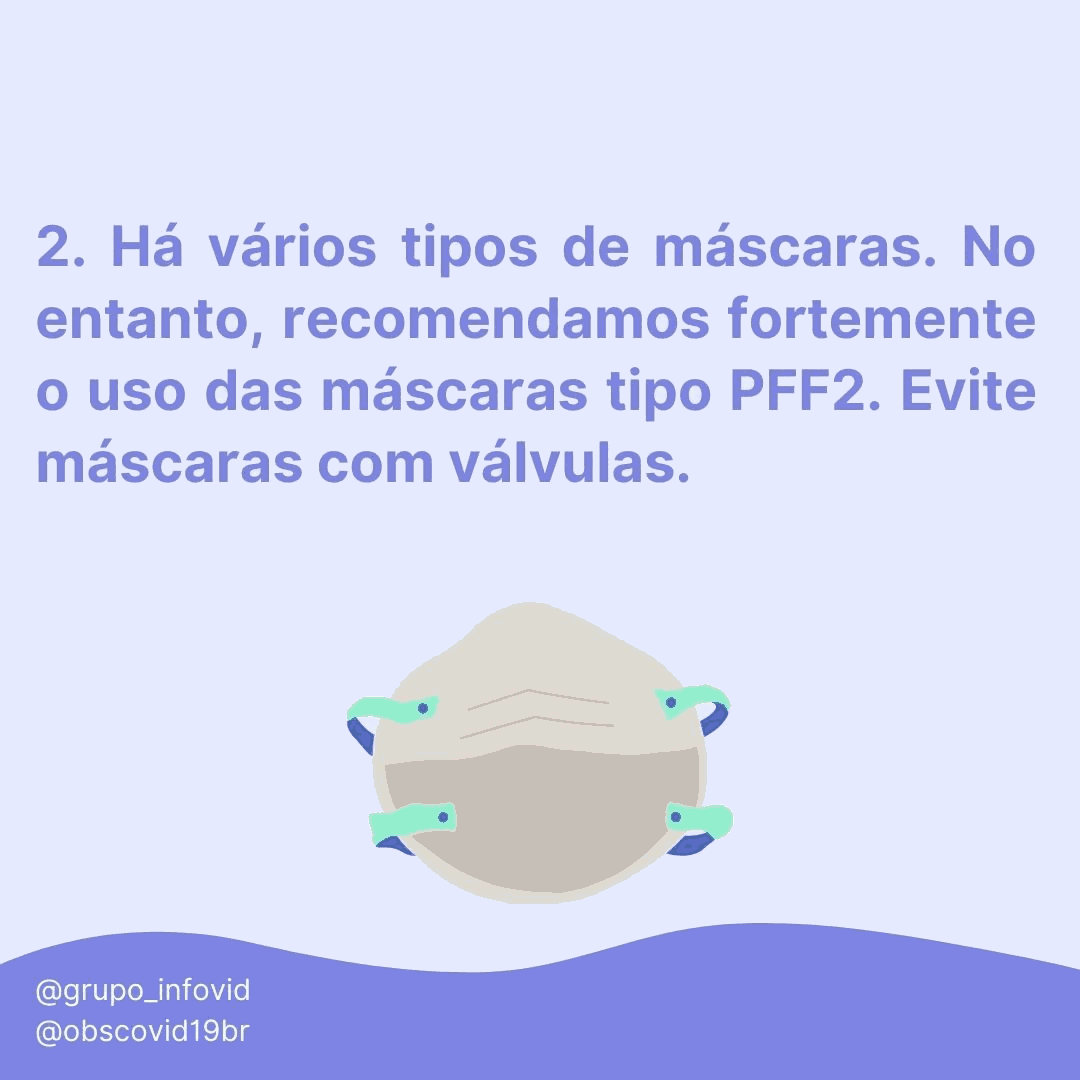 2. Há vários tipos de máscaras. No
entanto, recomendamos fortemente
o uso das máscaras tipo PFF2. Evite
máscaras com válvulas.
@grupo_infovid
@obscovid19br